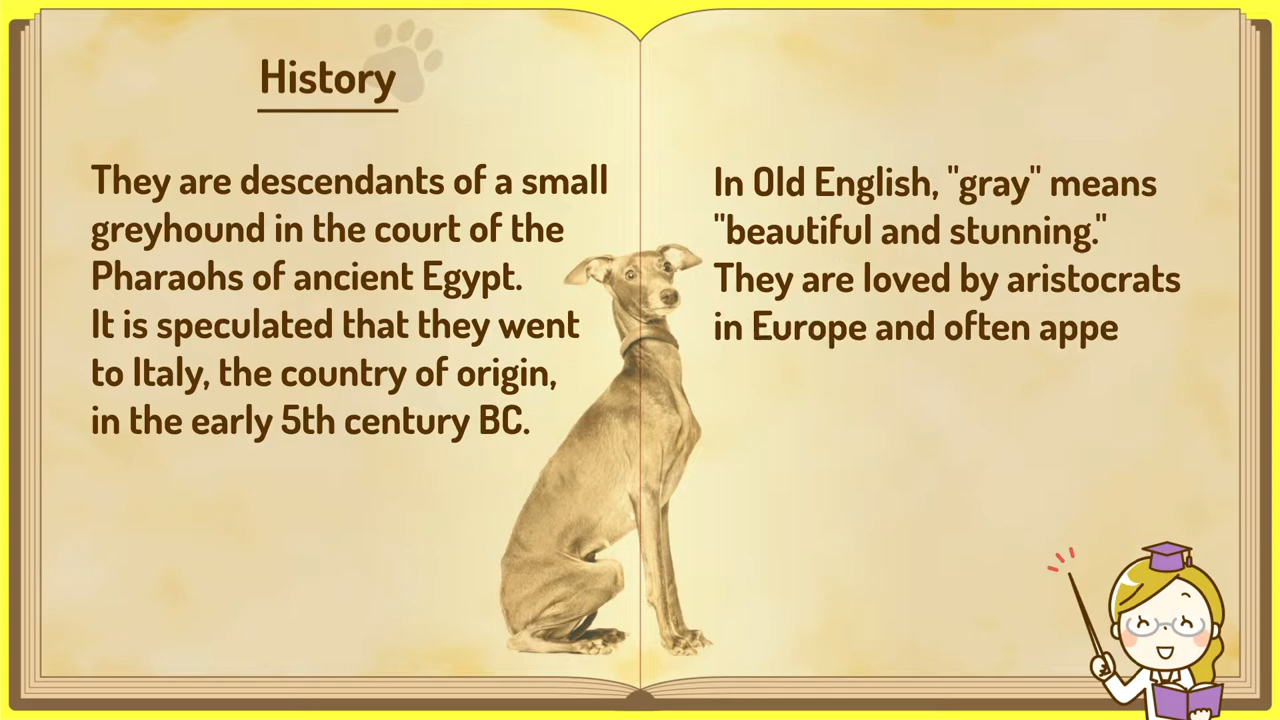 History
They are descendants of a small
greyhound in the court of the
Pharaohs of ancient Egypt.
It is speculated that they went
to Italy, the country of origin,
in the early 5th century BC.
In Old English, "gray" means
"beautiful and stunning."
They are loved by aristocrats
in Europe and often appe